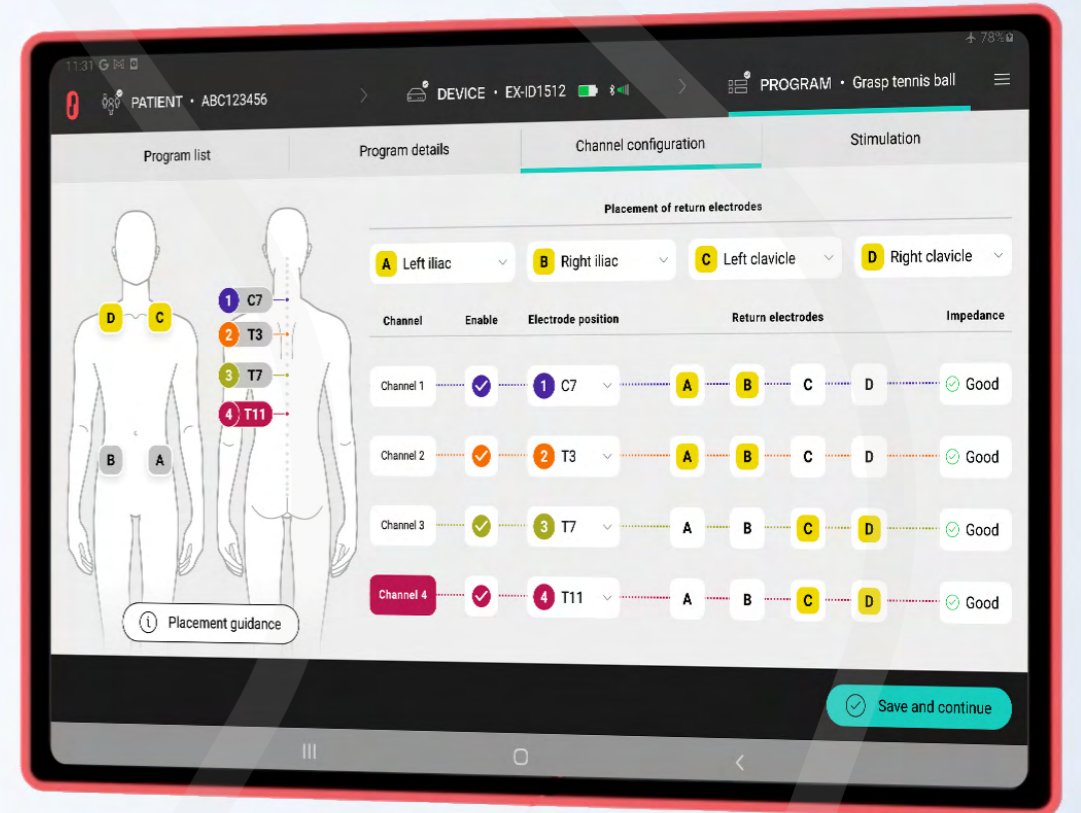 11:31 G
78%
PATIENT · ABC123456
DEVICE · EX-ID1512
PROGRAM · Grasp tennis ball
Program list
Program details
Channel configuration
Stimulation
Placement of return electrodes
A Left iliac
B Right iliac
C Left clavicle
D Right clavicle
D C
B A
1 C7
2 T3
3 T7
4 T11
Channel Enable Electrode position Return electrodes Impedance
Channel 1 1 C7 A B C D Good
Channel 2 2 T3 A B C D Good
Channel 3 3 T7 A B C D Good
Channel 4 4 T11 A B C D Good
i Placement guidance
Save and continue